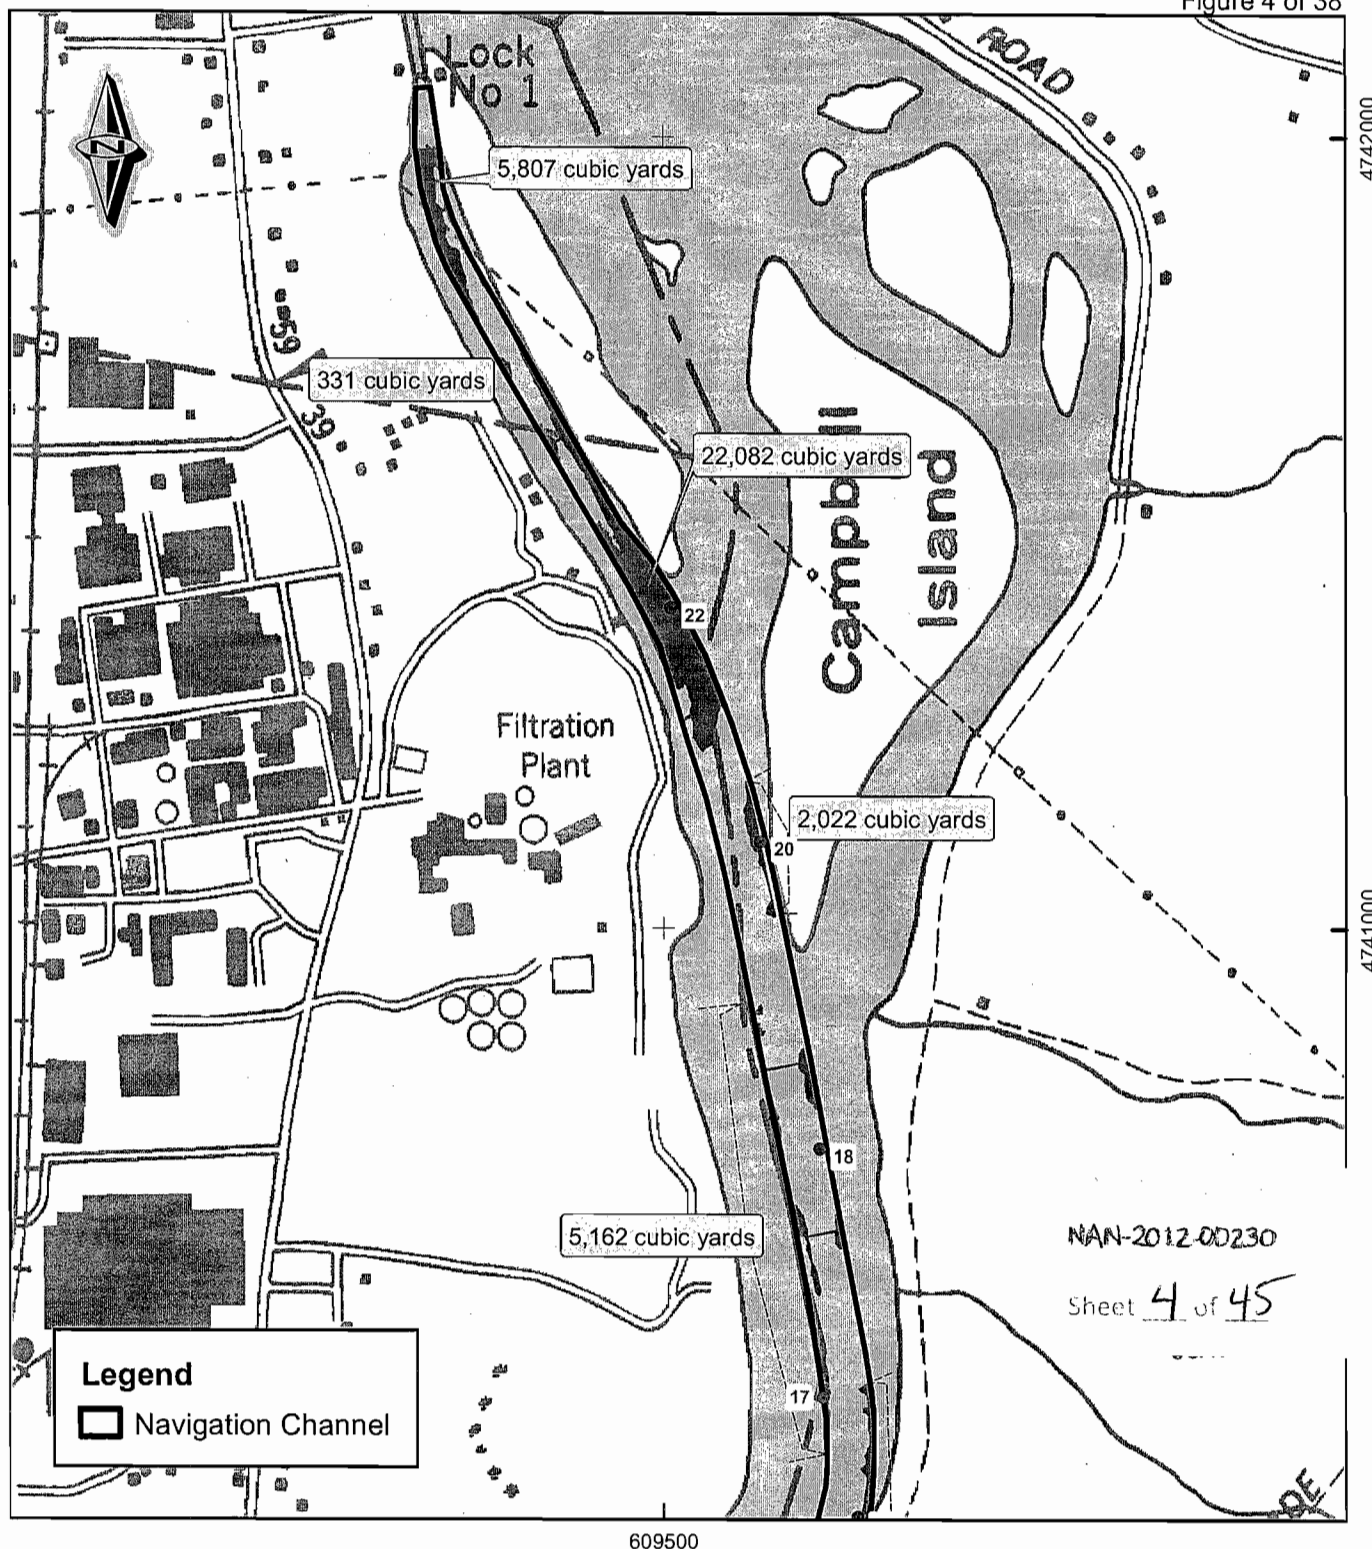 Figure 4 of 38
ROAD
Lock
No 1
N
4742000
5,807 cubic yards
659
331 cubic yards
39
22,082 cubic yards
Campbell
Island
22
Filtration
Plant
2,022 cubic yards
20
4741000
18
5,162 cubic yards
NAN-2012-00230
Sheet 4 of 45
17
Legend
Navigation Channel
609500